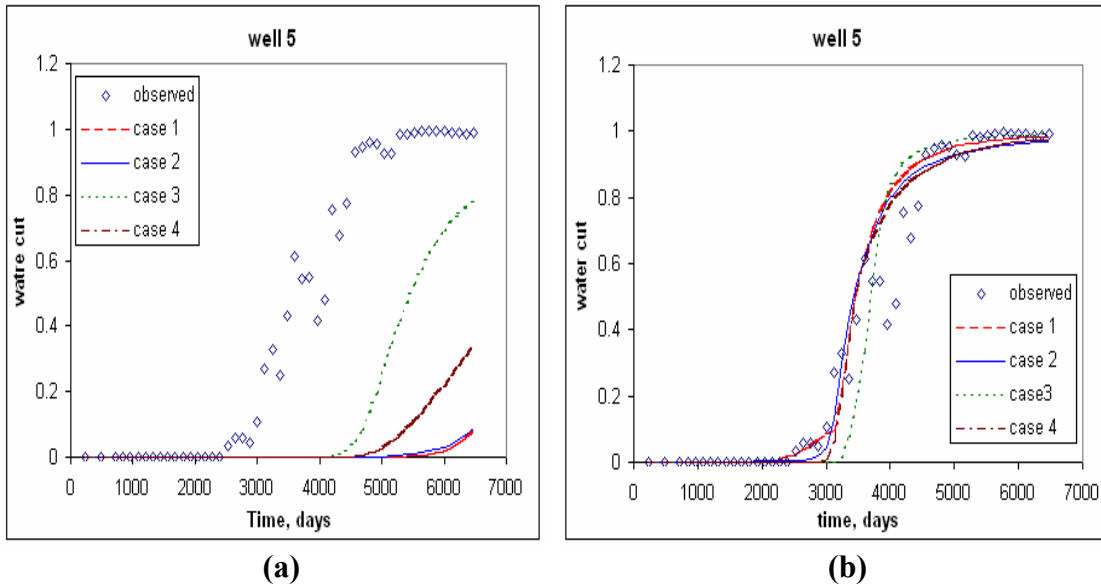 well 5
1.2
1
0.8
0.6
0.4
0.2
0
watre cut
observed
case 1
case 2
case 3
case 4
0 1000 2000 3000 4000 5000 6000 7000
Time, days
(a)
well 5
1.2
1
0.8
0.6
0.4
0.2
0
water cut
observed
case 1
case 2
case3
case 4
0 1000 2000 3000 4000 5000 6000 7000
time, days
(b)